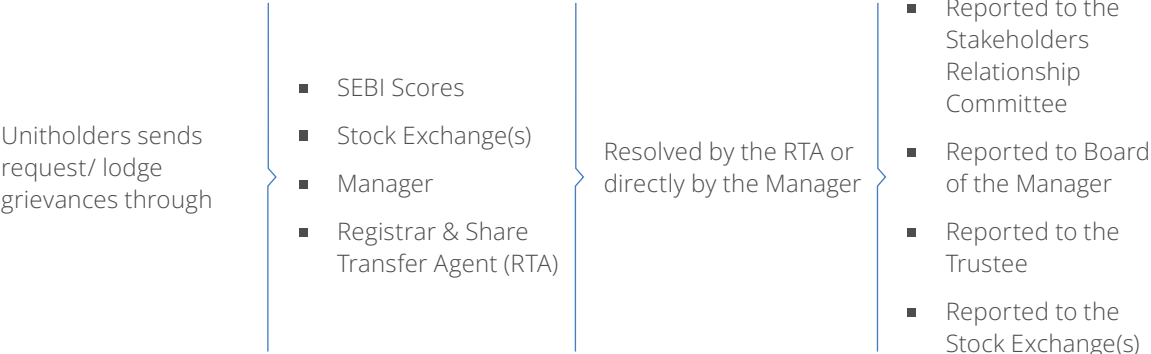 Unitholders sends
request/ lodge
grievances through
SEBI Scores
Stock Exchange(s)
Manager
Registrar & Share
Transfer Agent (RTA)
Resolved by the RTA or
directly by the Manager
Reported to the
Stakeholders
Relationship
Committee
Reported to Board
of the Manager
Reported to the
Trustee
Reported to the
Stock Exchange(s)